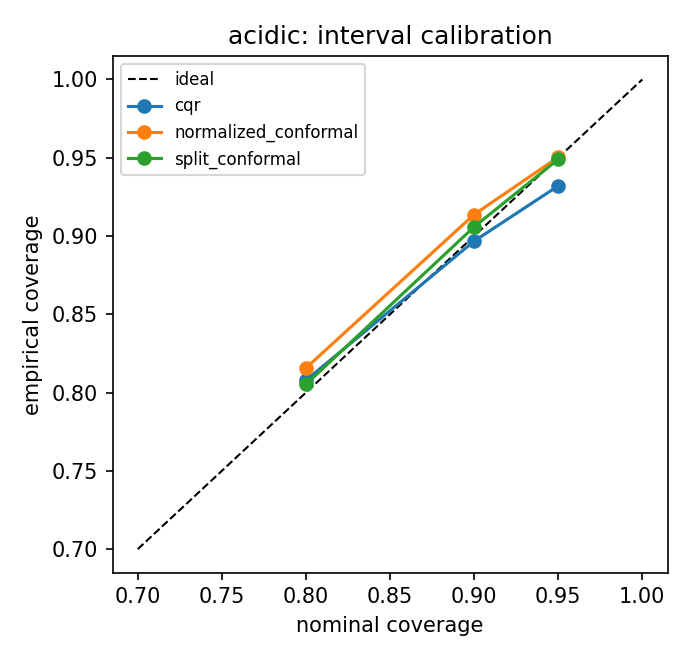 acidic: interval calibration
ideal
cqr
normalized_conformal
split_conformal
1.00
0.95
0.90
0.85
0.80
0.75
0.70
empirical coverage
0.70 0.75 0.80 0.85 0.90 0.95 1.00
nominal coverage